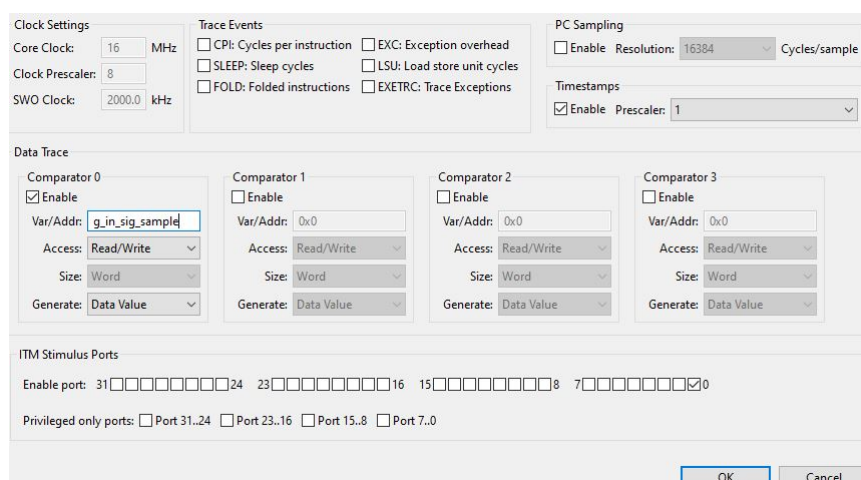 Clock Settings
Core Clock: 16 MHz
Clock Prescaler: 8
SWO Clock: 2000.0 kHz
Trace Events
CPI: Cycles per instruction EXC: Exception overhead
SLEEP: Sleep cycles LSU: Load store unit cycles
FOLD: Folded instructions EXETRC: Trace Exceptions
PC Sampling
Enable Resolution: 16384 Cycles/sample
Timestamps
Enable Prescaler: 1
Data Trace
Comparator 0
Enable
Var/Addr: g_in_sig_sample
Access: Read/Write
Size: Word
Generate: Data Value
Comparator 1
Enable
Var/Addr: 0x0
Access: Read/Write
Size: Word
Generate: Data Value
Comparator 2
Enable
Var/Addr: 0x0
Access: Read/Write
Size: Word
Generate: Data Value
Comparator 3
Enable
Var/Addr: 0x0
Access: Read/Write
Size: Word
Generate: Data Value
ITM Stimulus Ports
Enable port: 31 24 23 16 15 8 7 0
Privileged only ports: Port 31..24 Port 23..16 Port 15..8 Port 7..0
OK Cancel